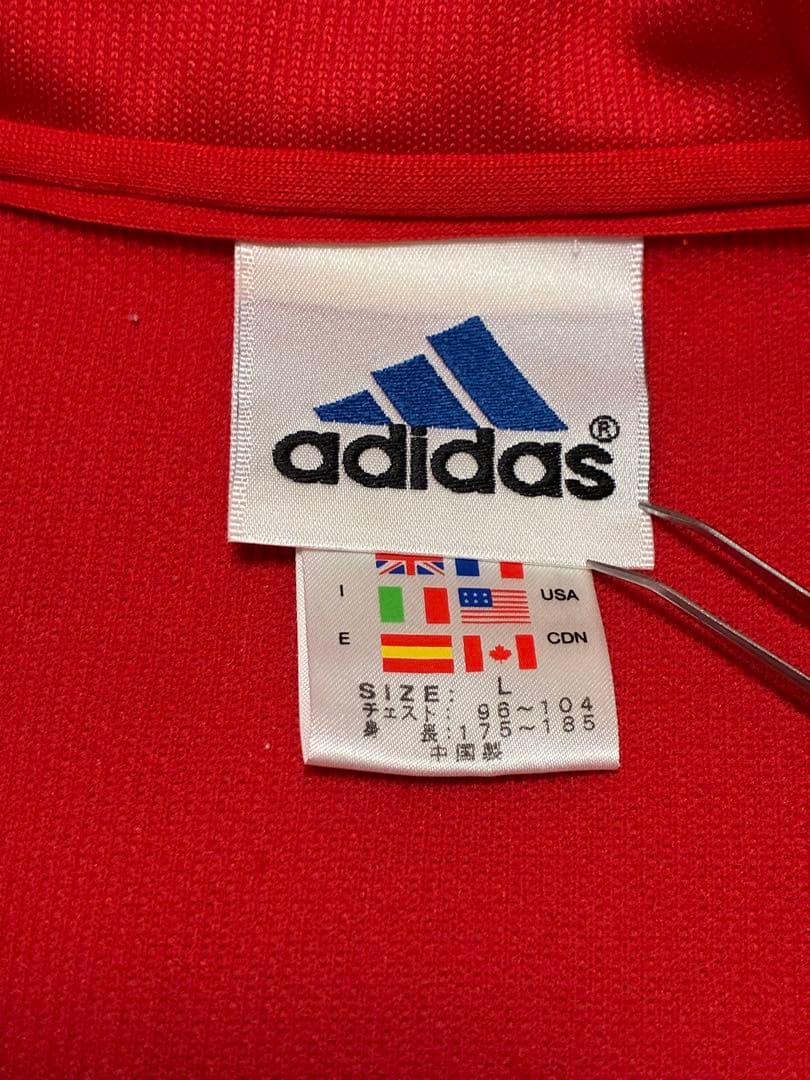 adidas®
I USA
E CDN
SIZE: L
チェスト: 96～104
身 長:175～185
中国製